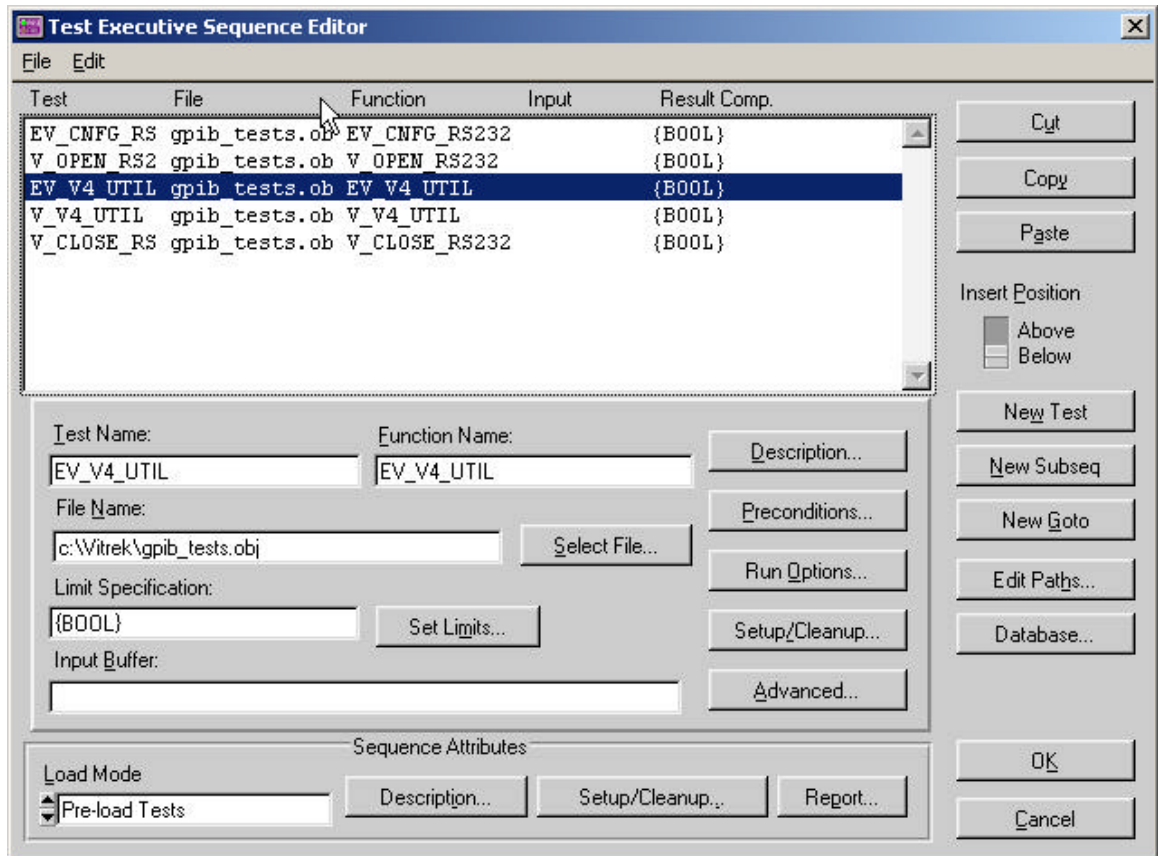 Test Executive Sequence Editor
File Edit
Test File Function Input Result Comp.
EV_CNFG_RS gpib_tests.ob EV_CNFG_RS232 {BOOL}
V_OPEN_RS2 gpib_tests.ob V_OPEN_RS232 {BOOL}
EV_V4_UTIL gpib_tests.ob EV_V4_UTIL {BOOL}
V_V4_UTIL gpib_tests.ob V_V4_UTIL {BOOL}
V_CLOSE_RS gpib_tests.ob V_CLOSE_RS232 {BOOL}
Cut
Copy
Paste
Insert Position
Above
Below
New Test
New Subseq
New Goto
Edit Paths...
Database...
Test Name: Function Name:
EV_V4_UTIL EV_V4_UTIL
File Name:
c:\Vitrek\gpib_tests.obj Select File...
Limit Specification:
{BOOL} Set Limits...
Input Buffer:
Description...
Preconditions...
Run Options...
Setup/Cleanup...
Advanced...
Sequence Attributes
Load Mode
Pre-load Tests Description... Setup/Cleanup... Report...
OK
Cancel